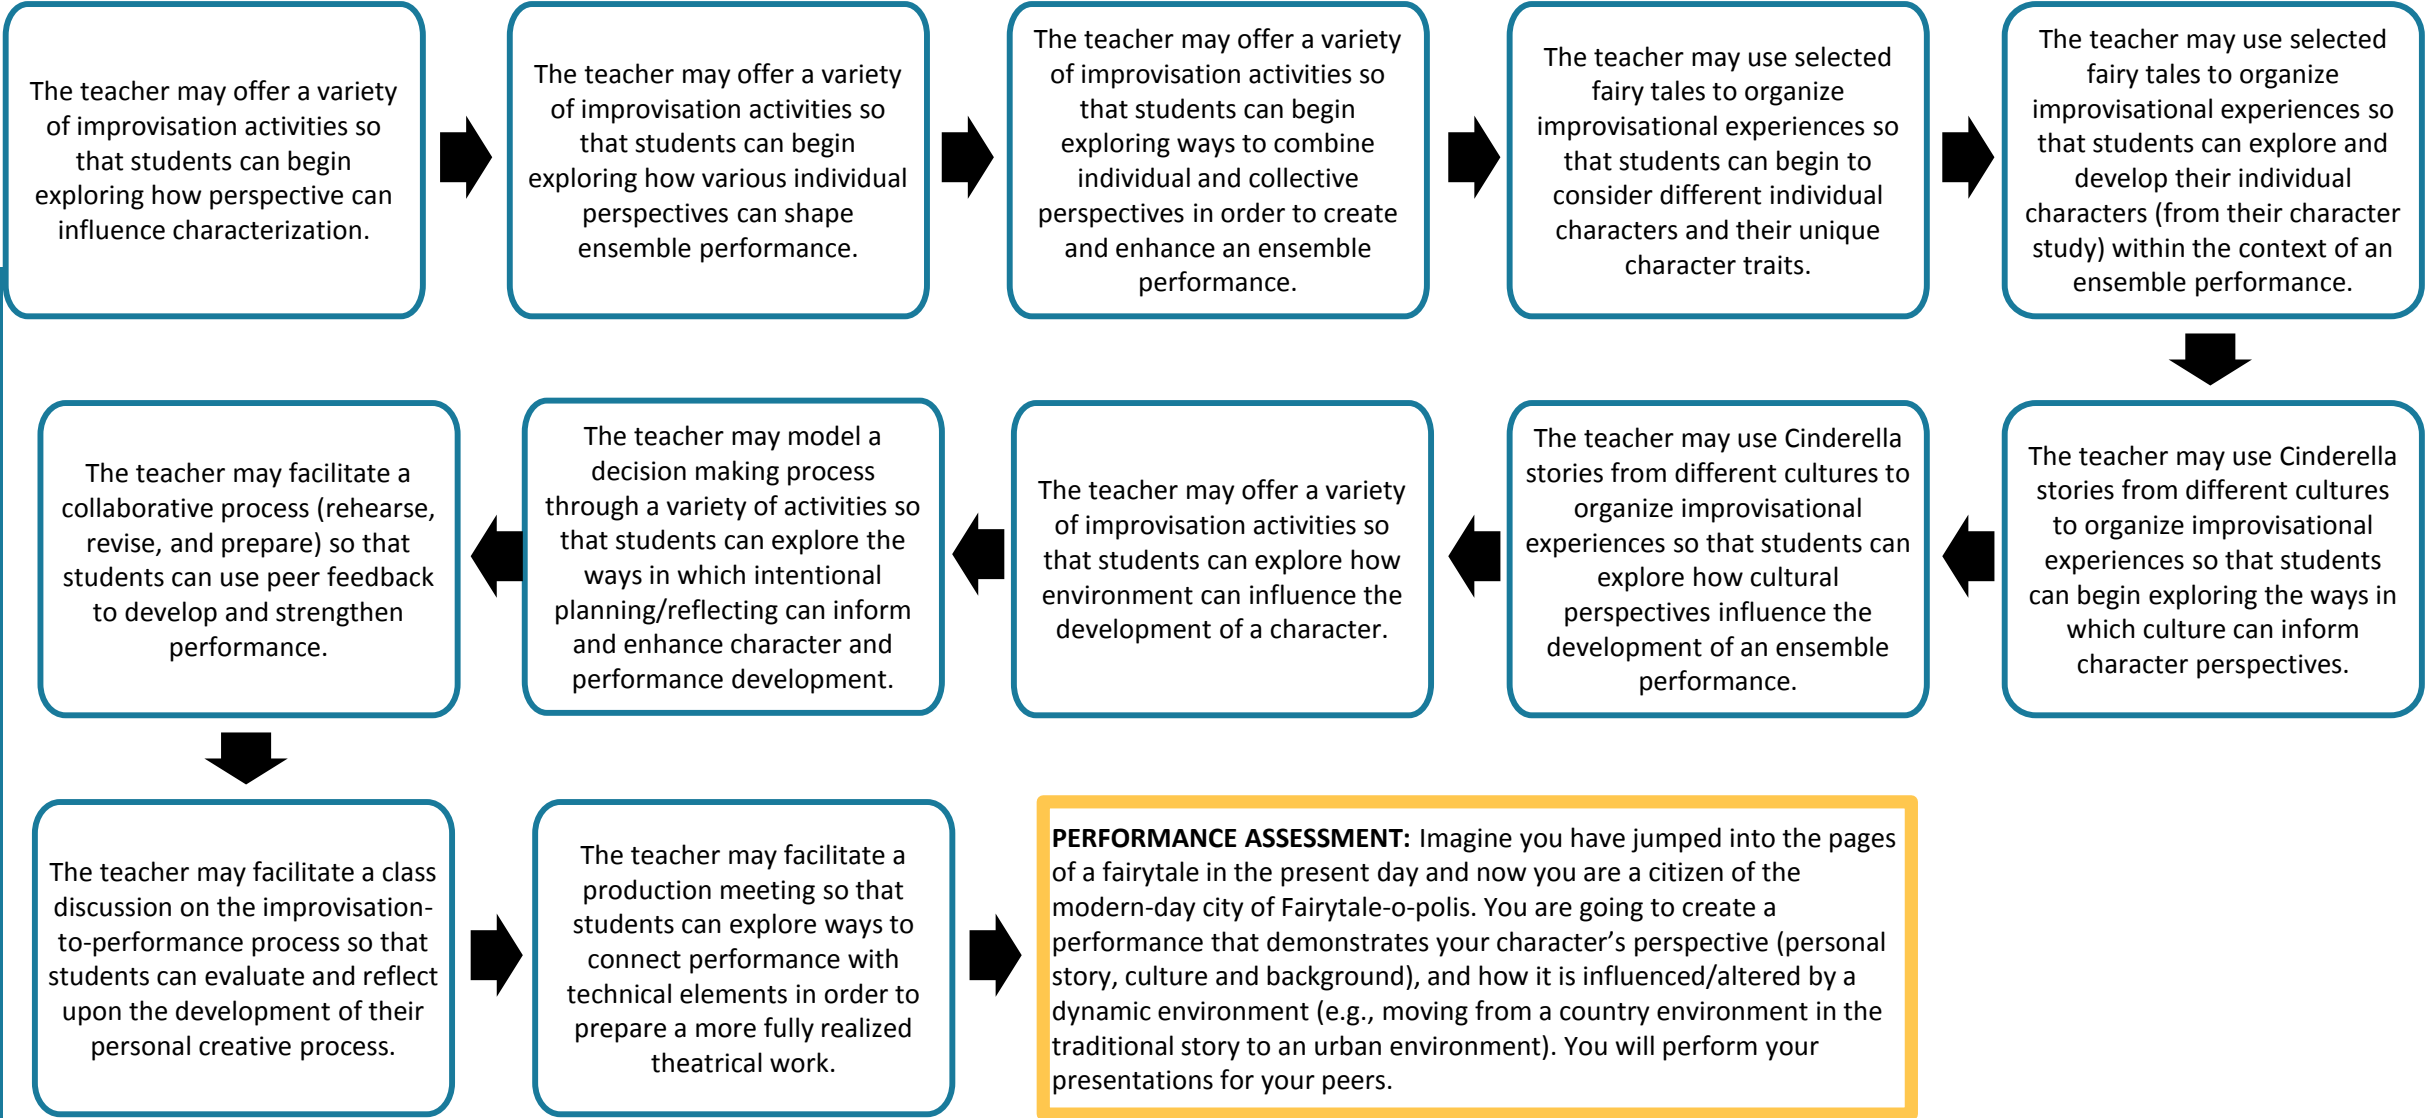 The teacher may offer a variety
of improvisation activities so
that students can begin
exploring how perspective can
influence characterization.
The teacher may offer a variety
of improvisation activities so
that students can begin
exploring how various individual
perspectives can shape
ensemble performance.
The teacher may offer a variety
of improvisation activities so
that students can begin
exploring ways to combine
individual and collective
perspectives in order to create
and enhance an ensemble
performance.
The teacher may use selected
fairy tales to organize
improvisational experiences so
that students can begin to
consider different individual
characters and their unique
character traits.
The teacher may use selected
fairy tales to organize
improvisational experiences so
that students can explore and
develop their individual
characters (from their character
study) within the context of an
ensemble performance.
The teacher may use Cinderella
stories from different cultures
to organize improvisational
experiences so that students
can begin exploring the ways in
which culture can inform
character perspectives.
The teacher may use Cinderella
stories from different cultures to
organize improvisational
experiences so that students can
explore how cultural
perspectives influence the
development of an ensemble
performance.
The teacher may offer a variety
of improvisation activities so
that students can explore how
environment can influence the
development of a character.
The teacher may model a
decision making process
through a variety of activities so
that students can explore the
ways in which intentional
planning/reflecting can inform
and enhance character and
performance development.
The teacher may facilitate a
collaborative process (rehearse,
revise, and prepare) so that
students can use peer feedback
to develop and strengthen
performance.
The teacher may facilitate a class
discussion on the improvisation-
to-performance process so that
students can evaluate and reflect
upon the development of their
personal creative process.
The teacher may facilitate a
production meeting so that
students can explore ways to
connect performance with
technical elements in order to
prepare a more fully realized
theatrical work.
PERFORMANCE ASSESSMENT: Imagine you have jumped into the pages
of a fairytale in the present day and now you are a citizen of the
modern-day city of Fairytale-o-polis. You are going to create a
performance that demonstrates your character’s perspective (personal
story, culture and background), and how it is influenced/altered by a
dynamic environment (e.g., moving from a country environment in the
traditional story to an urban environment). You will perform your
presentations for your peers.